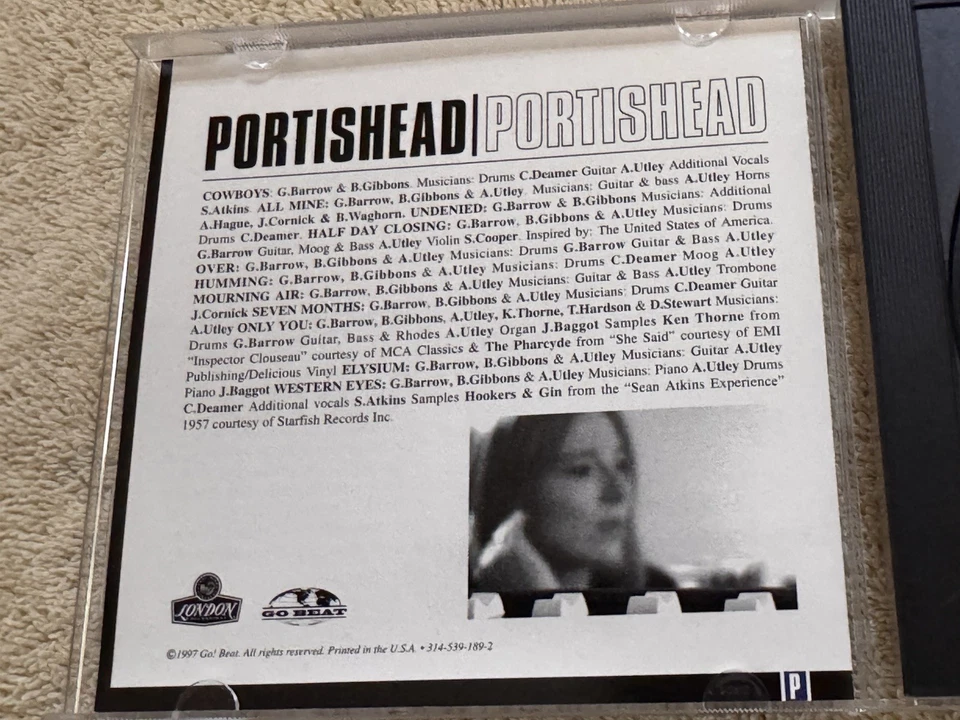 PORTISHEAD|PORTISHEAD
COWBOYS: G.Barrow & B.Gibbons. Musicians: Drums C.Deamer Guitar A.Utley Additional Vocals
S.Atkins. ALL MINE: G.Barrow, B.Gibbons & A.Utley. Musicians: Guitar & bass A.Utley Horns
A.Hague, J.Cornick & B.Waghorn. UNDENIED: G.Barrow & B.Gibbons Musicians: Additional
Drums C.Deamer. HALF DAY CLOSING: G.Barrow, B.Gibbons & A.Utley Musicians: Drums
G.Barrow Guitar, Moog & Bass A.Utley Violin S.Cooper. Inspired by: The United States of America.
OVER: G.Barrow, B.Gibbons & A.Utley Musicians: Drums G.Barrow Guitar & Bass A.Utley
HUMMING: G.Barrow, B.Gibbons & A.Utley Musicians: Drums C.Deamer Moog A.Utley
MOURNING AIR: G.Barrow, B.Gibbons & A.Utley Musicians: Guitar & Bass A.Utley Trombone
J.Cornick SEVEN MONTHS: G.Barrow, B.Gibbons & A.Utley Musicians: Drums C.Deamer Guitar
A.Utley ONLY YOU: G.Barrow, B.Gibbons, A.Utley, K.Thorne, T.Hardson & D.Stewart Musicians:
Drums G.Barrow Guitar, Bass & Rhodes A.Utley Organ J.Baggot Samples Ken Thorne from
“Inspector Clouseau” courtesy of MCA Classics & The Pharcyde from “She Said” courtesy of EMI
Publishing/Delicious Vinyl ELYSIUM: G.Barrow, B.Gibbons & A.Utley Musicians: Guitar A.Utley
Piano J.Baggot WESTERN EYES: G.Barrow, B.Gibbons & A.Utley Musicians: Piano A.Utley Drums
C.Deamer Additional vocals S.Atkins Samples Hookers & Gin from the “Sean Atkins Experience”
1957 courtesy of Starfish Records Inc.
LONDON
GO BEAT
©1997 Go! Beat. All rights reserved. Printed in the U.S.A. • 314-539-189-2
P